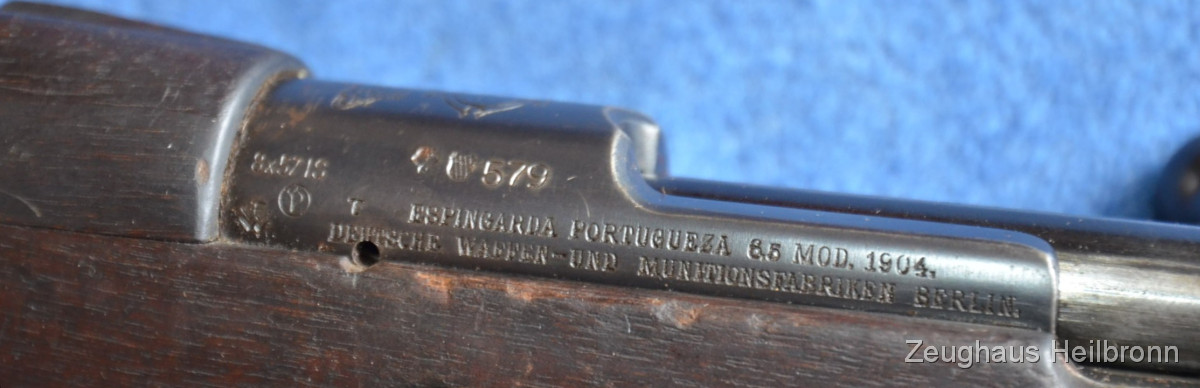 579
8x57IS
P
T ESPINGARDA PORTUGUEZA 6.5 MOD. 1904.
DEUTSCHE WAFFEN-UND MUNITIONSFABRIKEN BERLIN.
Zeughaus Heilbronn